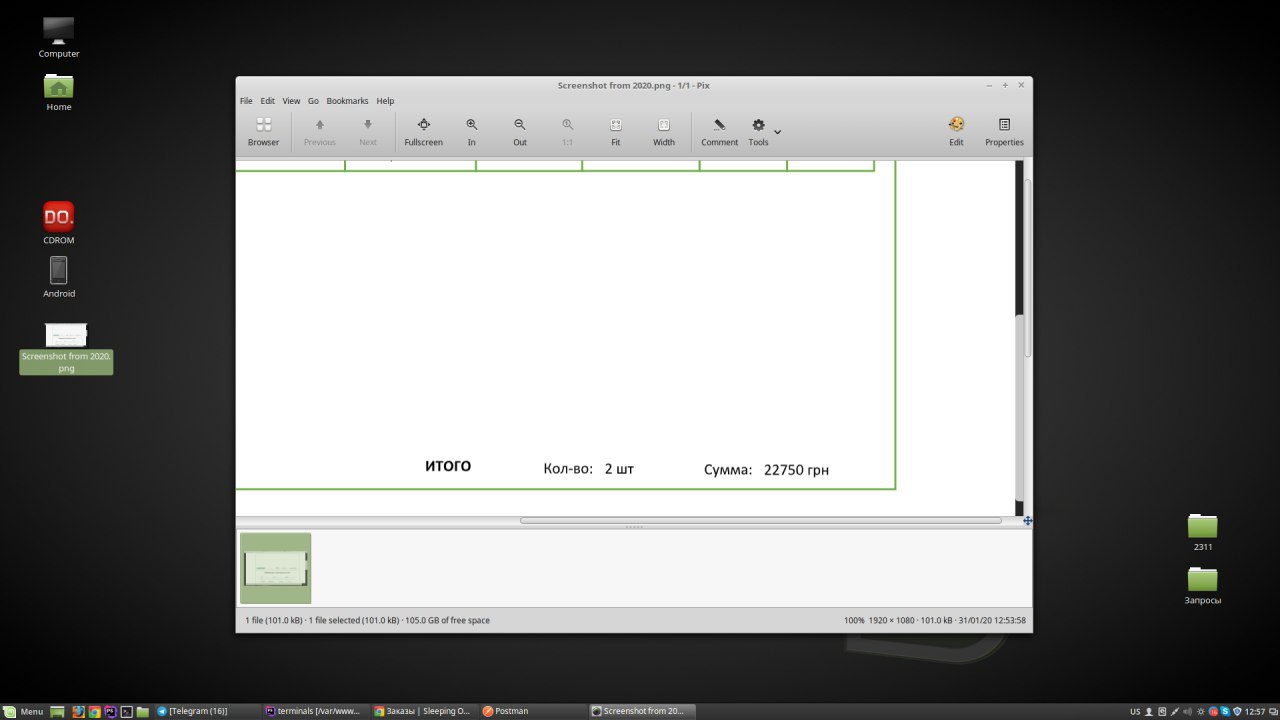 Computer
Home
DO.
CDROM
Android
Screenshot from 2020.
png
Screenshot from 2020.png - 1/1 - Pix
File Edit View Go Bookmarks Help
Browser Previous Next Fullscreen In Out 1:1 Fit Width Comment Tools Edit Properties
ИТОГО Кол-во: 2 шт Сумма: 22750 грн
1 file (101.0 kB) · 1 file selected (101.0 kB) · 105.0 GB of free space
100% 1920 × 1080 · 101.0 kB · 31/01/20 12:53:58
2311
Запросы
Menu [Telegram (16)] terminals [/var/www... Заказы | Sleeping O... Postman Screenshot from 20... US 12:57